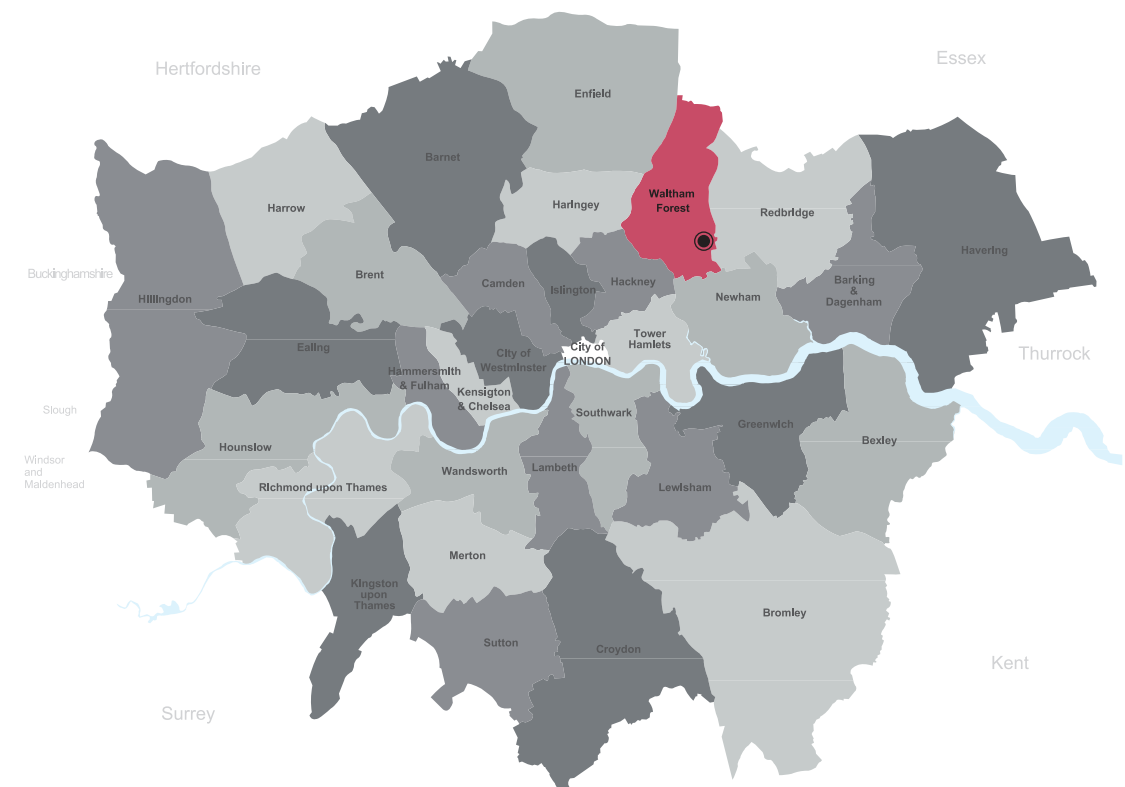 Essex
Hertfordshire
Enfield
Barnet
Waltham
Forest
Haringey
Harrow
Redbridge
Havering
Buckinghamshire
Brent
Camden
Islington
Hackney
Barking
&
Dagenham
Newham
Hillingdon
Tower
Hamlets
Ealing
City of
LONDON
City of
Westminster
Thurrock
Hammersmith
& Fulham
Kensigton
& Chelsea
Slough
Southwark
Greenwich
Hounslow
Bexley
Windsor
and
Maidenhead
Wandsworth
Lambeth
Richmond upon Thames
Lewisham
Merton
Kingston
upon
Thames
Bromley
Sutton
Croydon
Kent
Surrey